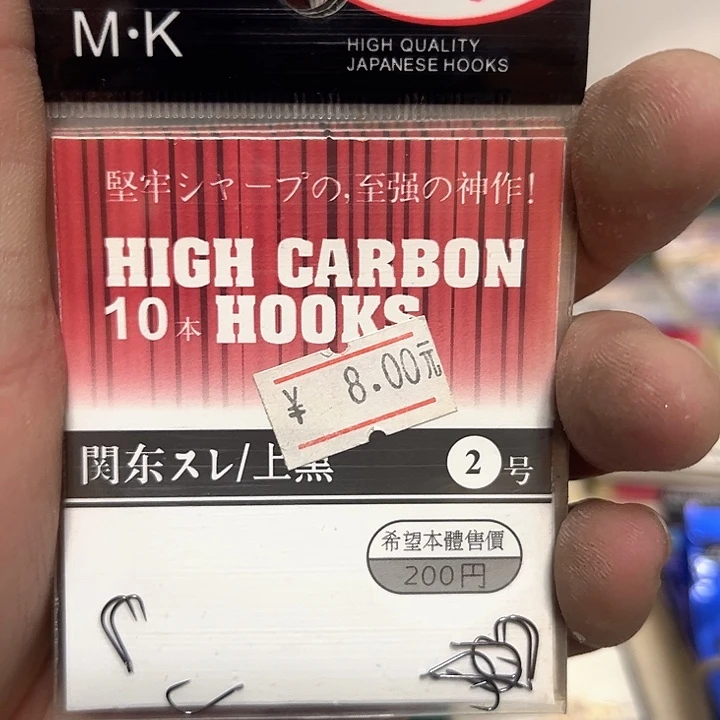 M·K
HIGH QUALITY
JAPANESE HOOKS
堅牢シャープの,至强の神作!
HIGH CARBON
10本 HOOKS
¥ 8.00元
関东スレ/上黒
2号
希望本體售價
200円